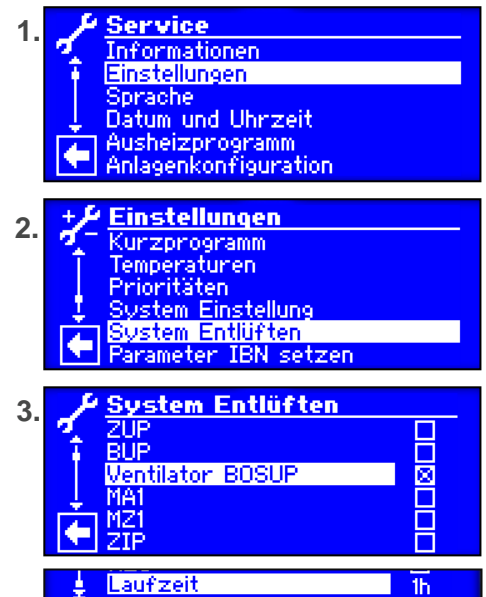 1.
Service
Informationen
Einstellungen
Sprache
Datum und Uhrzeit
Ausheizprogramm
Anlagenkonfiguration
2.
Einstellungen
Kurzprogramm
Temperaturen
Prioritäten
System Einstellung
System Entlüften
Parameter IBN setzen
3.
System Entlüften
ZUP
BUP
Ventilator BOSUP
MA1
MZ1
ZIP
Laufzeit 1h